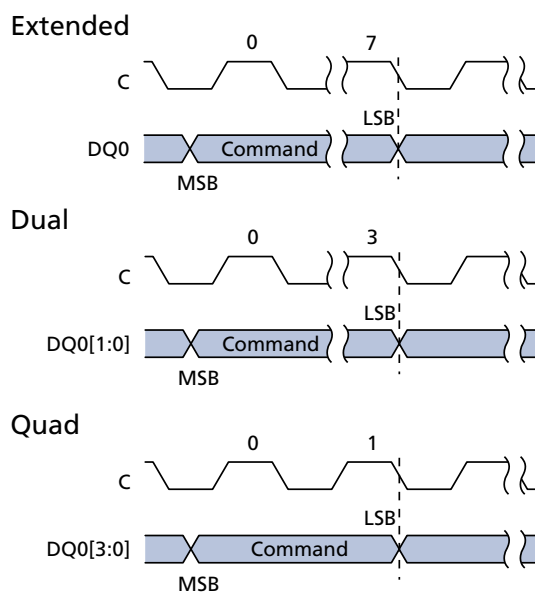 Extended
0 7
C
LSB
DQ0 Command
MSB
Dual
0 3
C
LSB
DQ0[1:0] Command
MSB
Quad
0 1
C
LSB
DQ0[3:0] Command
MSB